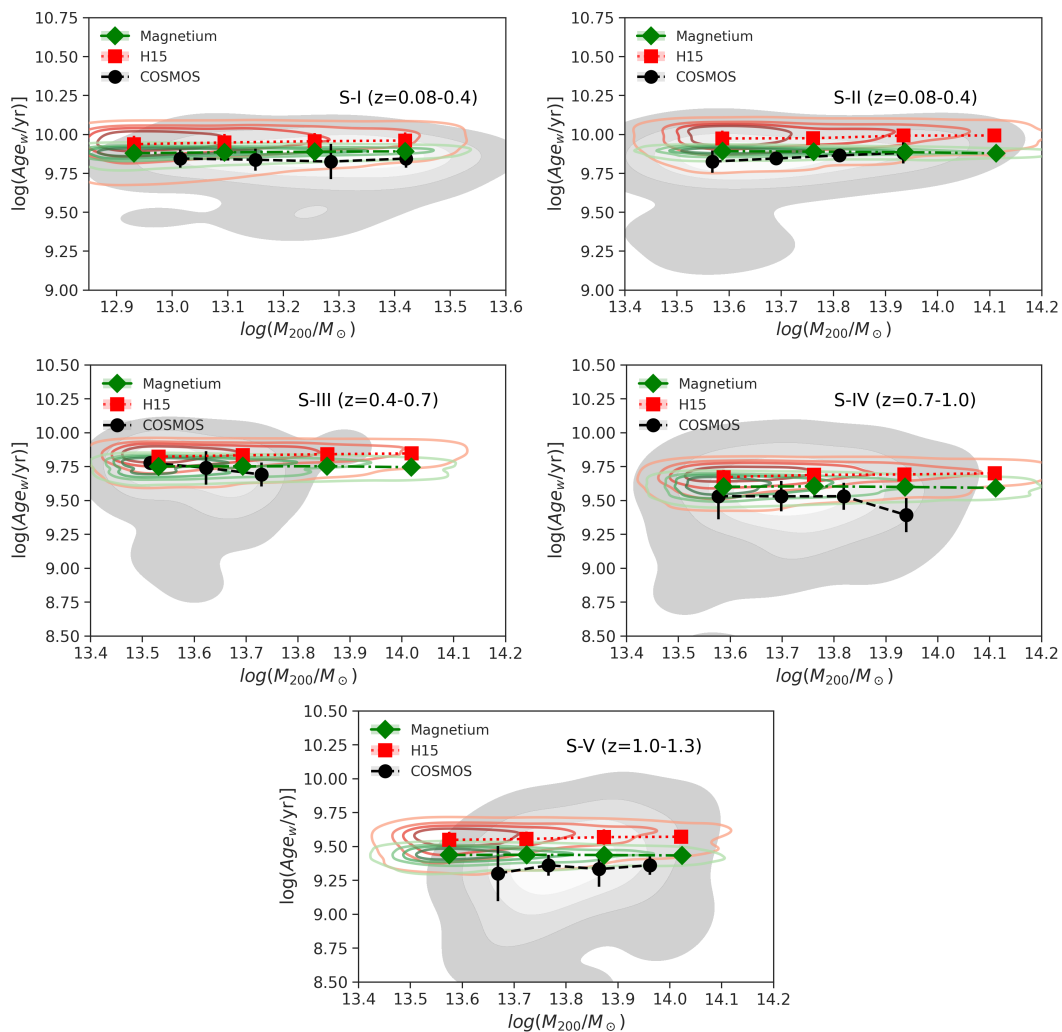 10.75
10.50
10.25
10.00
9.75
9.50
9.25
9.00
log(Age_w/yr)]
Magnetium
H15
COSMOS
S-I (z=0.08-0.4)
12.9 13.0 13.1 13.2 13.3 13.4 13.5 13.6
log(M_200/M_⊙)
10.75
10.50
10.25
10.00
9.75
9.50
9.25
9.00
log(Age_w/yr)]
Magnetium
H15
COSMOS
S-II (z=0.08-0.4)
13.4 13.5 13.6 13.7 13.8 13.9 14.0 14.1 14.2
log(M_200/M_⊙)
10.50
10.25
10.00
9.75
9.50
9.25
9.00
8.75
8.50
log(Age_w/yr)]
Magnetium
H15
COSMOS
S-III (z=0.4-0.7)
13.4 13.5 13.6 13.7 13.8 13.9 14.0 14.1 14.2
log(M_200/M_⊙)
10.50
10.25
10.00
9.75
9.50
9.25
9.00
8.75
8.50
log(Age_w/yr)]
Magnetium
H15
COSMOS
S-IV (z=0.7-1.0)
13.4 13.5 13.6 13.7 13.8 13.9 14.0 14.1 14.2
log(M_200/M_⊙)
10.50
10.25
10.00
9.75
9.50
9.25
9.00
8.75
8.50
log(Age_w/yr)]
Magnetium
H15
COSMOS
S-V (z=1.0-1.3)
13.4 13.5 13.6 13.7 13.8 13.9 14.0 14.1 14.2
log(M_200/M_⊙)